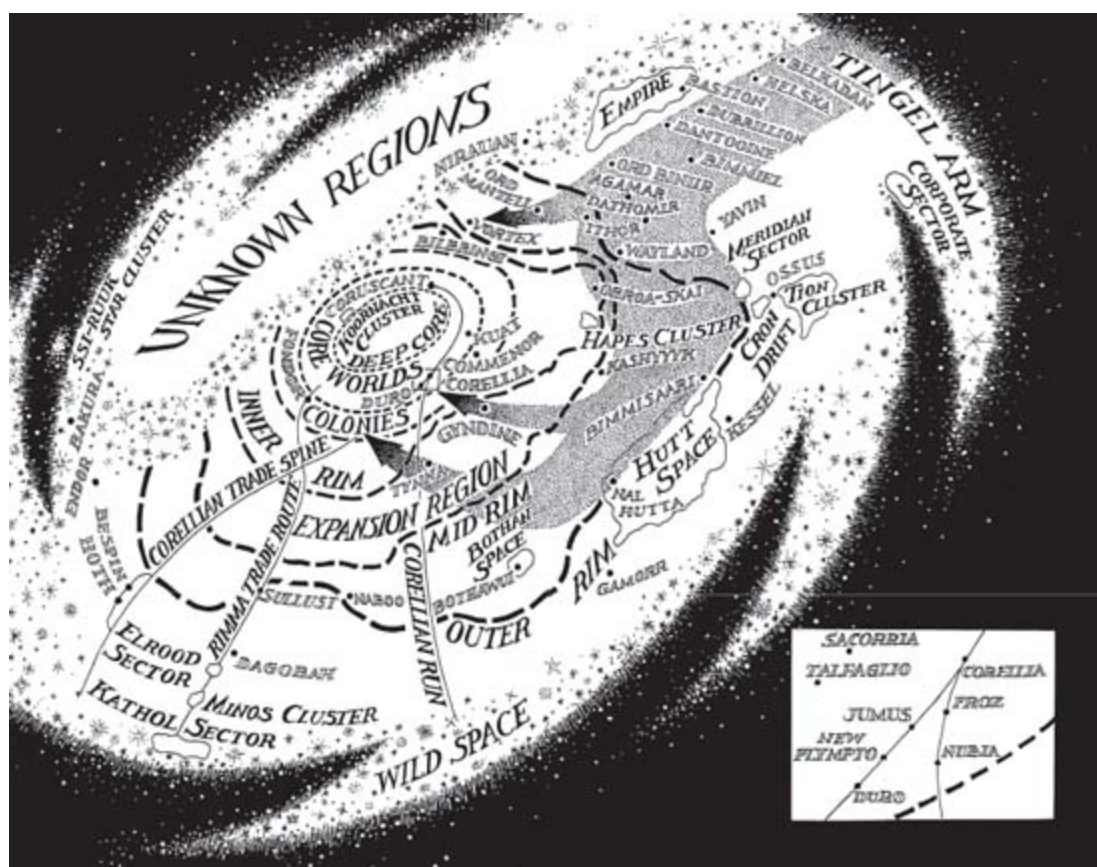 UNKNOWN REGIONS
SSI-RUUK
STAR CLUSTER
BAKURA
ENDOR
BESPIN
HOTH
EMPIRE
BASTION
BELKADAN
HELSKA
DUBRILLION
DANTOOINE
BIMMIEL
TINGEL ARM
CORPORATE
SECTOR
NIRAUAN
ORD
MANTELL
ORD BINIIR
AGAMAR
DATHOMIR
ITHOR
YAVIN
MERIDIAN
SECTOR
VORTEX
BILBRINGI
WAYLAND
OSSUS
TION
CLUSTER
OBROA-SKAI
CORUSCANT
KOORNACHT
CLUSTER
DEEP CORE
CORE
WORLDS
FONDOR
KUAT
COMMENOR
CORELLIA
DURO
HAPES CLUSTER
KASHYYYK
CRON
DRIFT
COLONIES
INNER
RIM
GYNDINE
BIMMISAARI
KESSEL
HUTT
SPACE
NAL
HUTTA
TYNNA
EXPANSION REGION
MID RIM
BOTHAN
SPACE
BOTHAWUI
CORELLIAN TRADE SPINE
RIMMA TRADE ROUTE
CORELLIAN RUN
SULLUST
NABOO
OUTER
RIM
GAMORR
ELROOD
SECTOR
DAGOBAH
KATHOL
SECTOR
MINOS CLUSTER
WILD SPACE
SACORRIA
TALFAGLIO
CORELLIA
FROZ
JUMUS
NEW
PLYMPTO
NUBIA
DURO